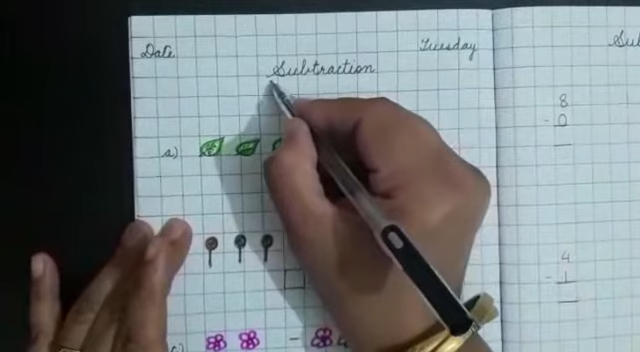 Date
Tuesday
Subtraction
a)
-
c)
8
- 0
4
- 1